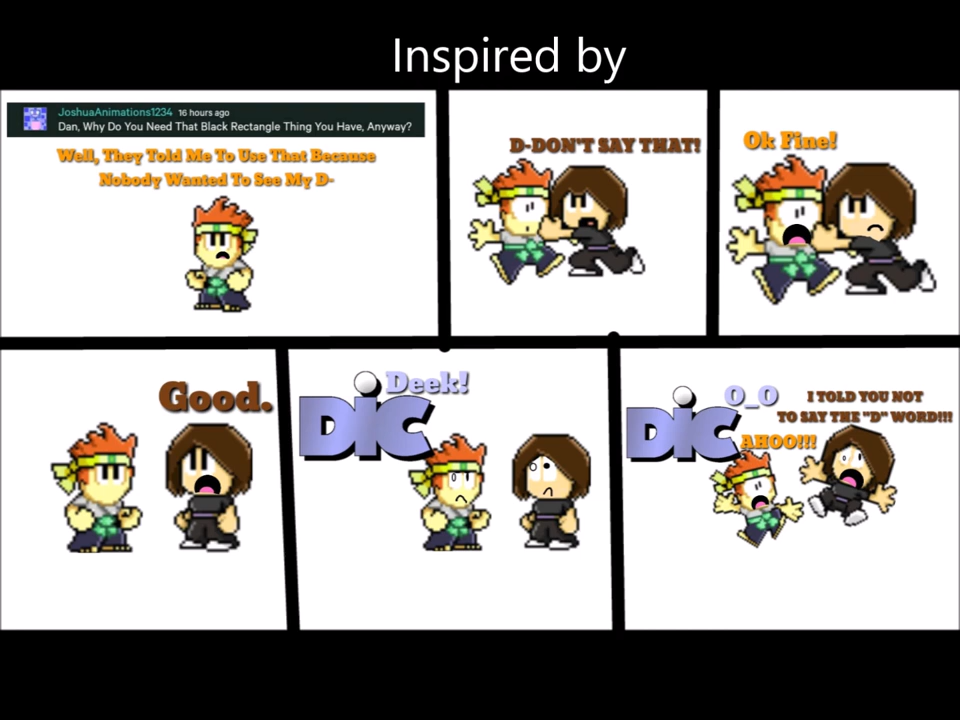 Inspired by
JoshuaAnimations1234 16 hours ago
Dan, Why Do You Need That Black Rectangle Thing You Have, Anyway?
Well, They Told Me To Use That Because
Nobody Wanted To See My D-
D-DON'T SAY THAT!
Ok Fine!
Good.
Deek!
DiC
O_O
I TOLD YOU NOT
TO SAY THE "D" WORD!!!
DiC
AHOO!!!